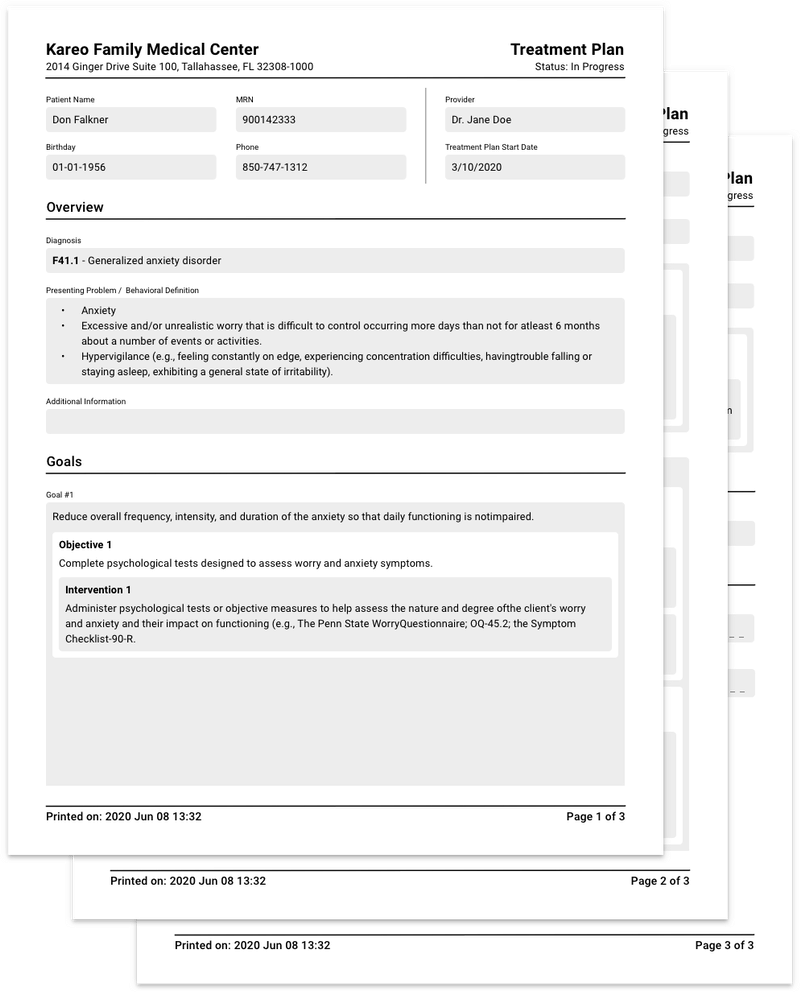 Kareo Family Medical Center
Treatment Plan
2014 Ginger Drive Suite 100, Tallahassee, FL 32308-1000
Status: In Progress
Patient Name
MRN
Provider
Don Falkner
900142333
Dr. Jane Doe
Birthday
Phone
Treatment Plan Start Date
01-01-1956
850-747-1312
3/10/2020
Overview
Diagnosis
F41.1 - Generalized anxiety disorder
Presenting Problem / Behavioral Definition
• Anxiety
• Excessive and/or unrealistic worry that is difficult to control occurring more days than not for atleast 6 months
about a number of events or activities.
• Hypervigilance (e.g., feeling constantly on edge, experiencing concentration difficulties, havingtrouble falling or
staying asleep, exhibiting a general state of irritability).
Additional Information
Goals
Goal #1
Reduce overall frequency, intensity, and duration of the anxiety so that daily functioning is notimpaired.
Objective 1
Complete psychological tests designed to assess worry and anxiety symptoms.
Intervention 1
Administer psychological tests or objective measures to help assess the nature and degree ofthe client's worry
and anxiety and their impact on functioning (e.g., The Penn State WorryQuestionnaire; OQ-45.2; the Symptom
Checklist-90-R.
Printed on: 2020 Jun 08 13:32
Page 1 of 3
Plan
gress
Printed on: 2020 Jun 08 13:32
Page 2 of 3
Plan
gress
m
_ _
_ _
Printed on: 2020 Jun 08 13:32
Page 3 of 3